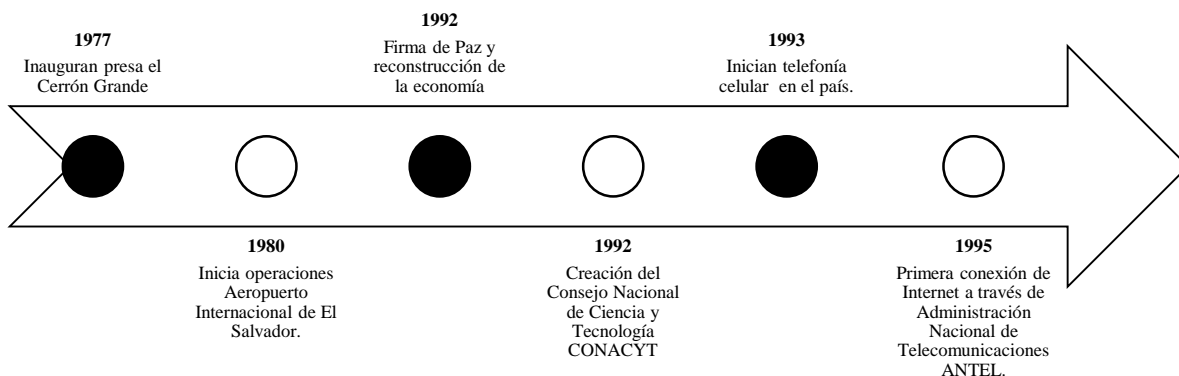 1977
Inauguran presa el
Cerrón Grande
1980
Inicia operaciones
Aeropuerto
Internacional de El
Salvador.
1992
Firma de Paz y
reconstrucción de
la economía
1992
Creación del
Consejo Nacional
de Ciencia y
Tecnología
CONACYT
1993
Inician telefonía
celular en el país.
1995
Primera conexión de
Internet a través de
Administración
Nacional de
Telecomunicaciones
ANTEL.